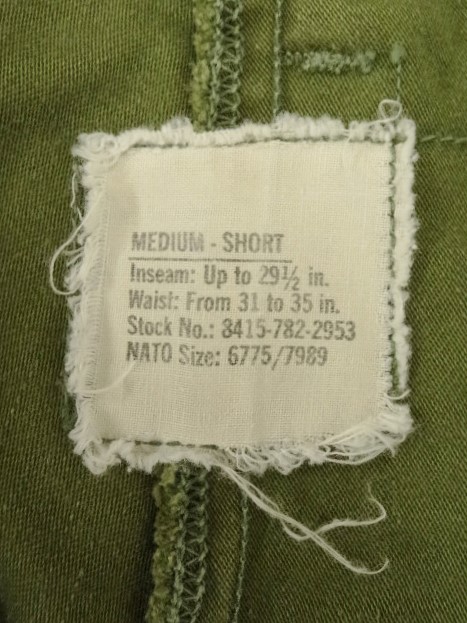 MEDIUM - SHORT
Inseam: Up to 29½ in.
Waist: From 31 to 35 in.
Stock No.: 8415-782-2953
NATO Size: 6775/7989